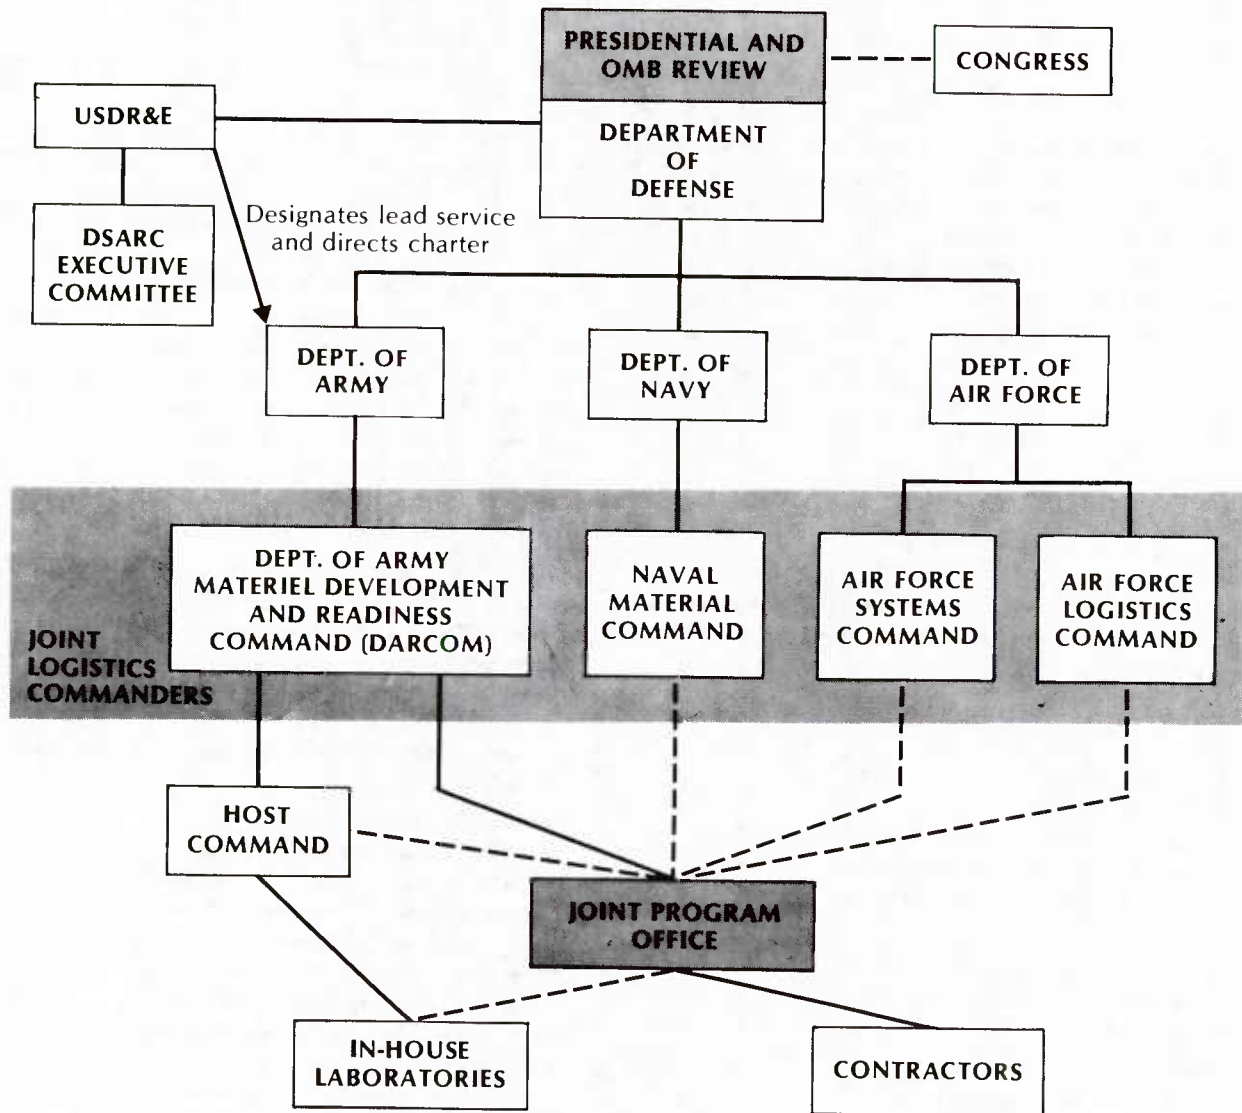 PRESIDENTIAL AND
OMB REVIEW
CONGRESS
USDR&E
DEPARTMENT
OF
DEFENSE
DSARC
EXECUTIVE
COMMITTEE
Designates lead service
and directs charter
DEPT. OF
ARMY
DEPT. OF
NAVY
DEPT. OF
AIR FORCE
JOINT
LOGISTICS
COMMANDERS
DEPT. OF ARMY
MATERIEL DEVELOPMENT
AND READINESS
COMMAND (DARCOM)
NAVAL
MATERIAL
COMMAND
AIR FORCE
SYSTEMS
COMMAND
AIR FORCE
LOGISTICS
COMMAND
HOST
COMMAND
JOINT PROGRAM
OFFICE
IN-HOUSE
LABORATORIES
CONTRACTORS